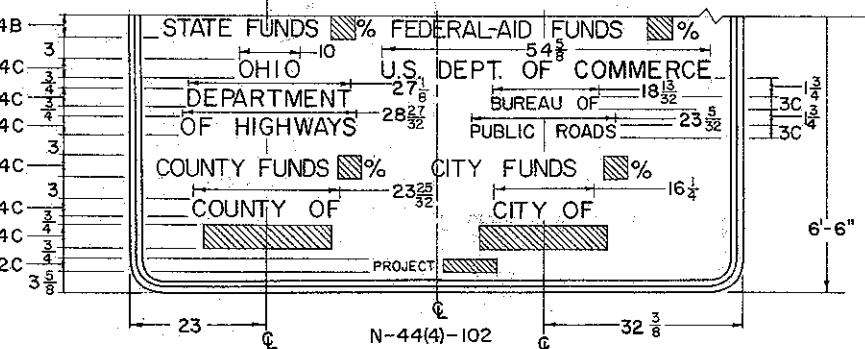 4B STATE FUNDS % FEDERAL-AID FUNDS %
3 10 54 5/8
4C OHIO U.S. DEPT. OF COMMERCE
3/4 27 1/8 18 13/32 1 3/4
4C DEPARTMENT BUREAU OF 3C
3/4 28 27/32 23 5/32 1 3/4
4C OF HIGHWAYS PUBLIC ROADS 3C
3
4C COUNTY FUNDS % CITY FUNDS %
3 23 25/32 16 1/4
4C COUNTY OF CITY OF
3/4
4C 6'-6"
3/4
2C PROJECT
3 5/8
23 32 3/8
N-44(4)-102